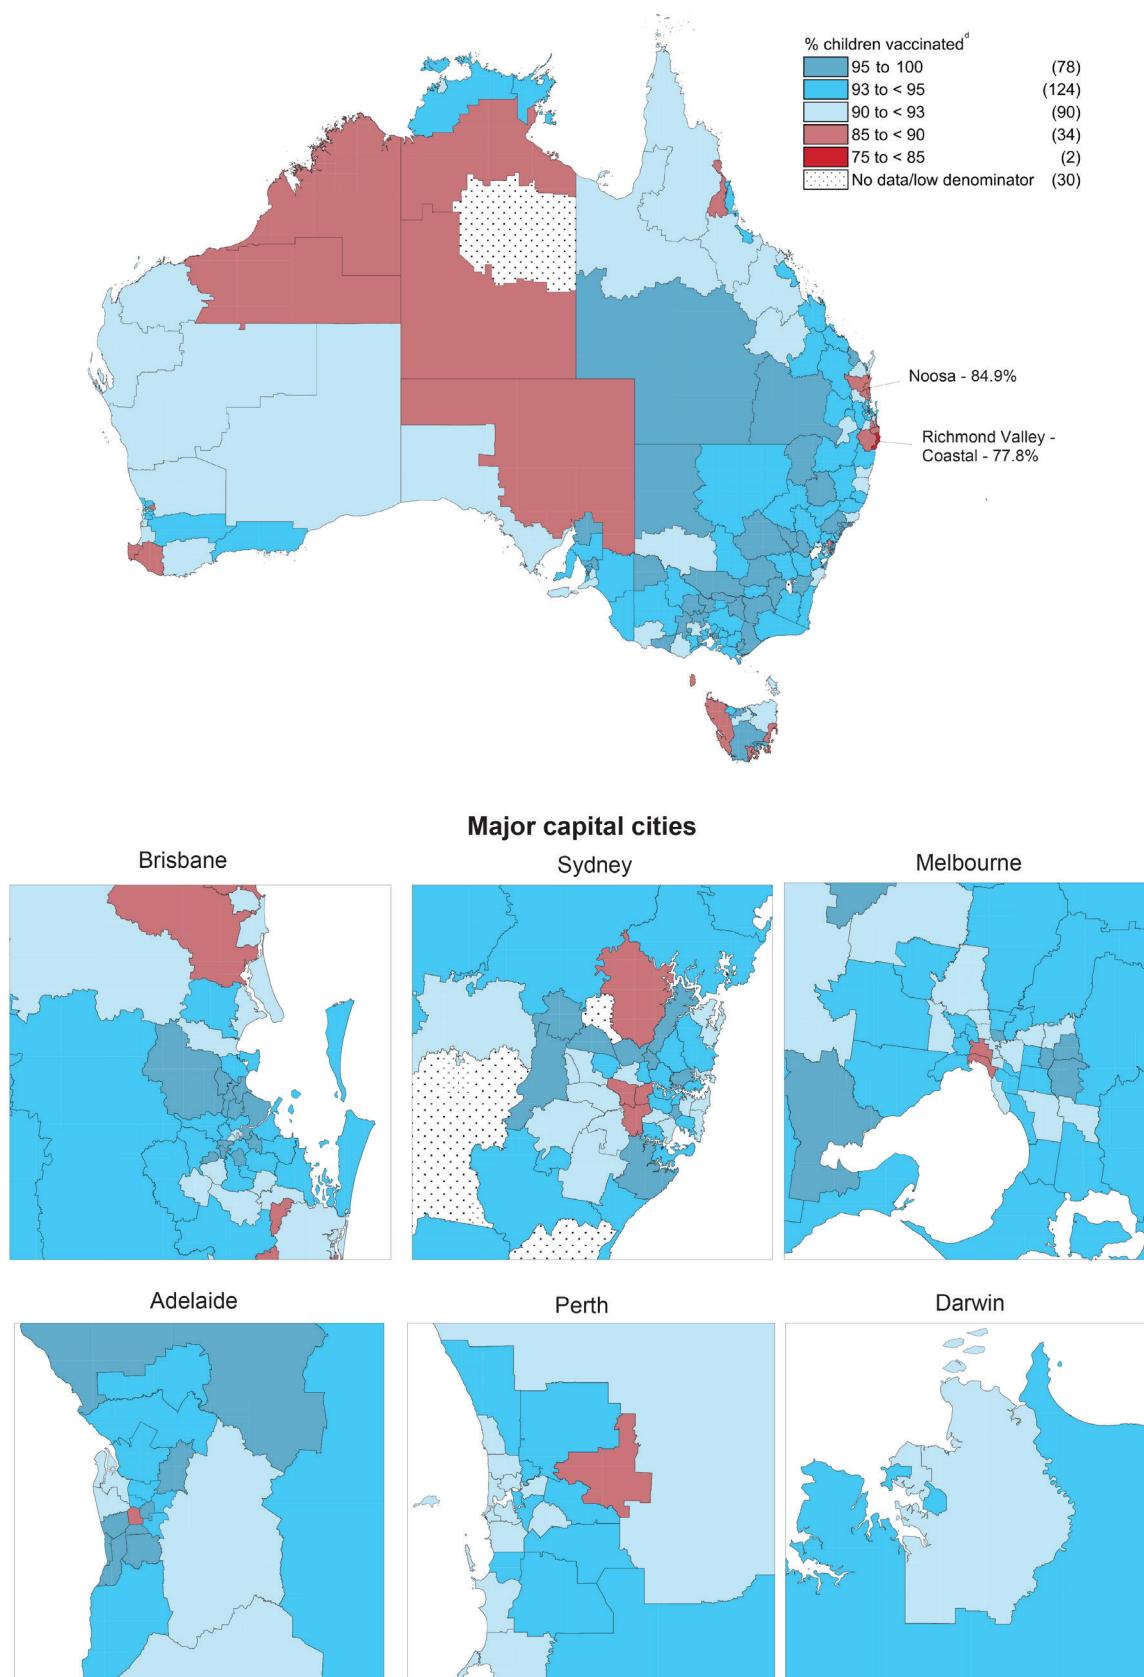 % children vaccinated^d
95 to 100 (78)
93 to < 95 (124)
90 to < 93 (90)
85 to < 90 (34)
75 to < 85 (2)
No data/low denominator (30)
Noosa - 84.9%
Richmond Valley -
Coastal - 77.8%
Major capital cities
Brisbane
Sydney
Melbourne
Adelaide
Perth
Darwin